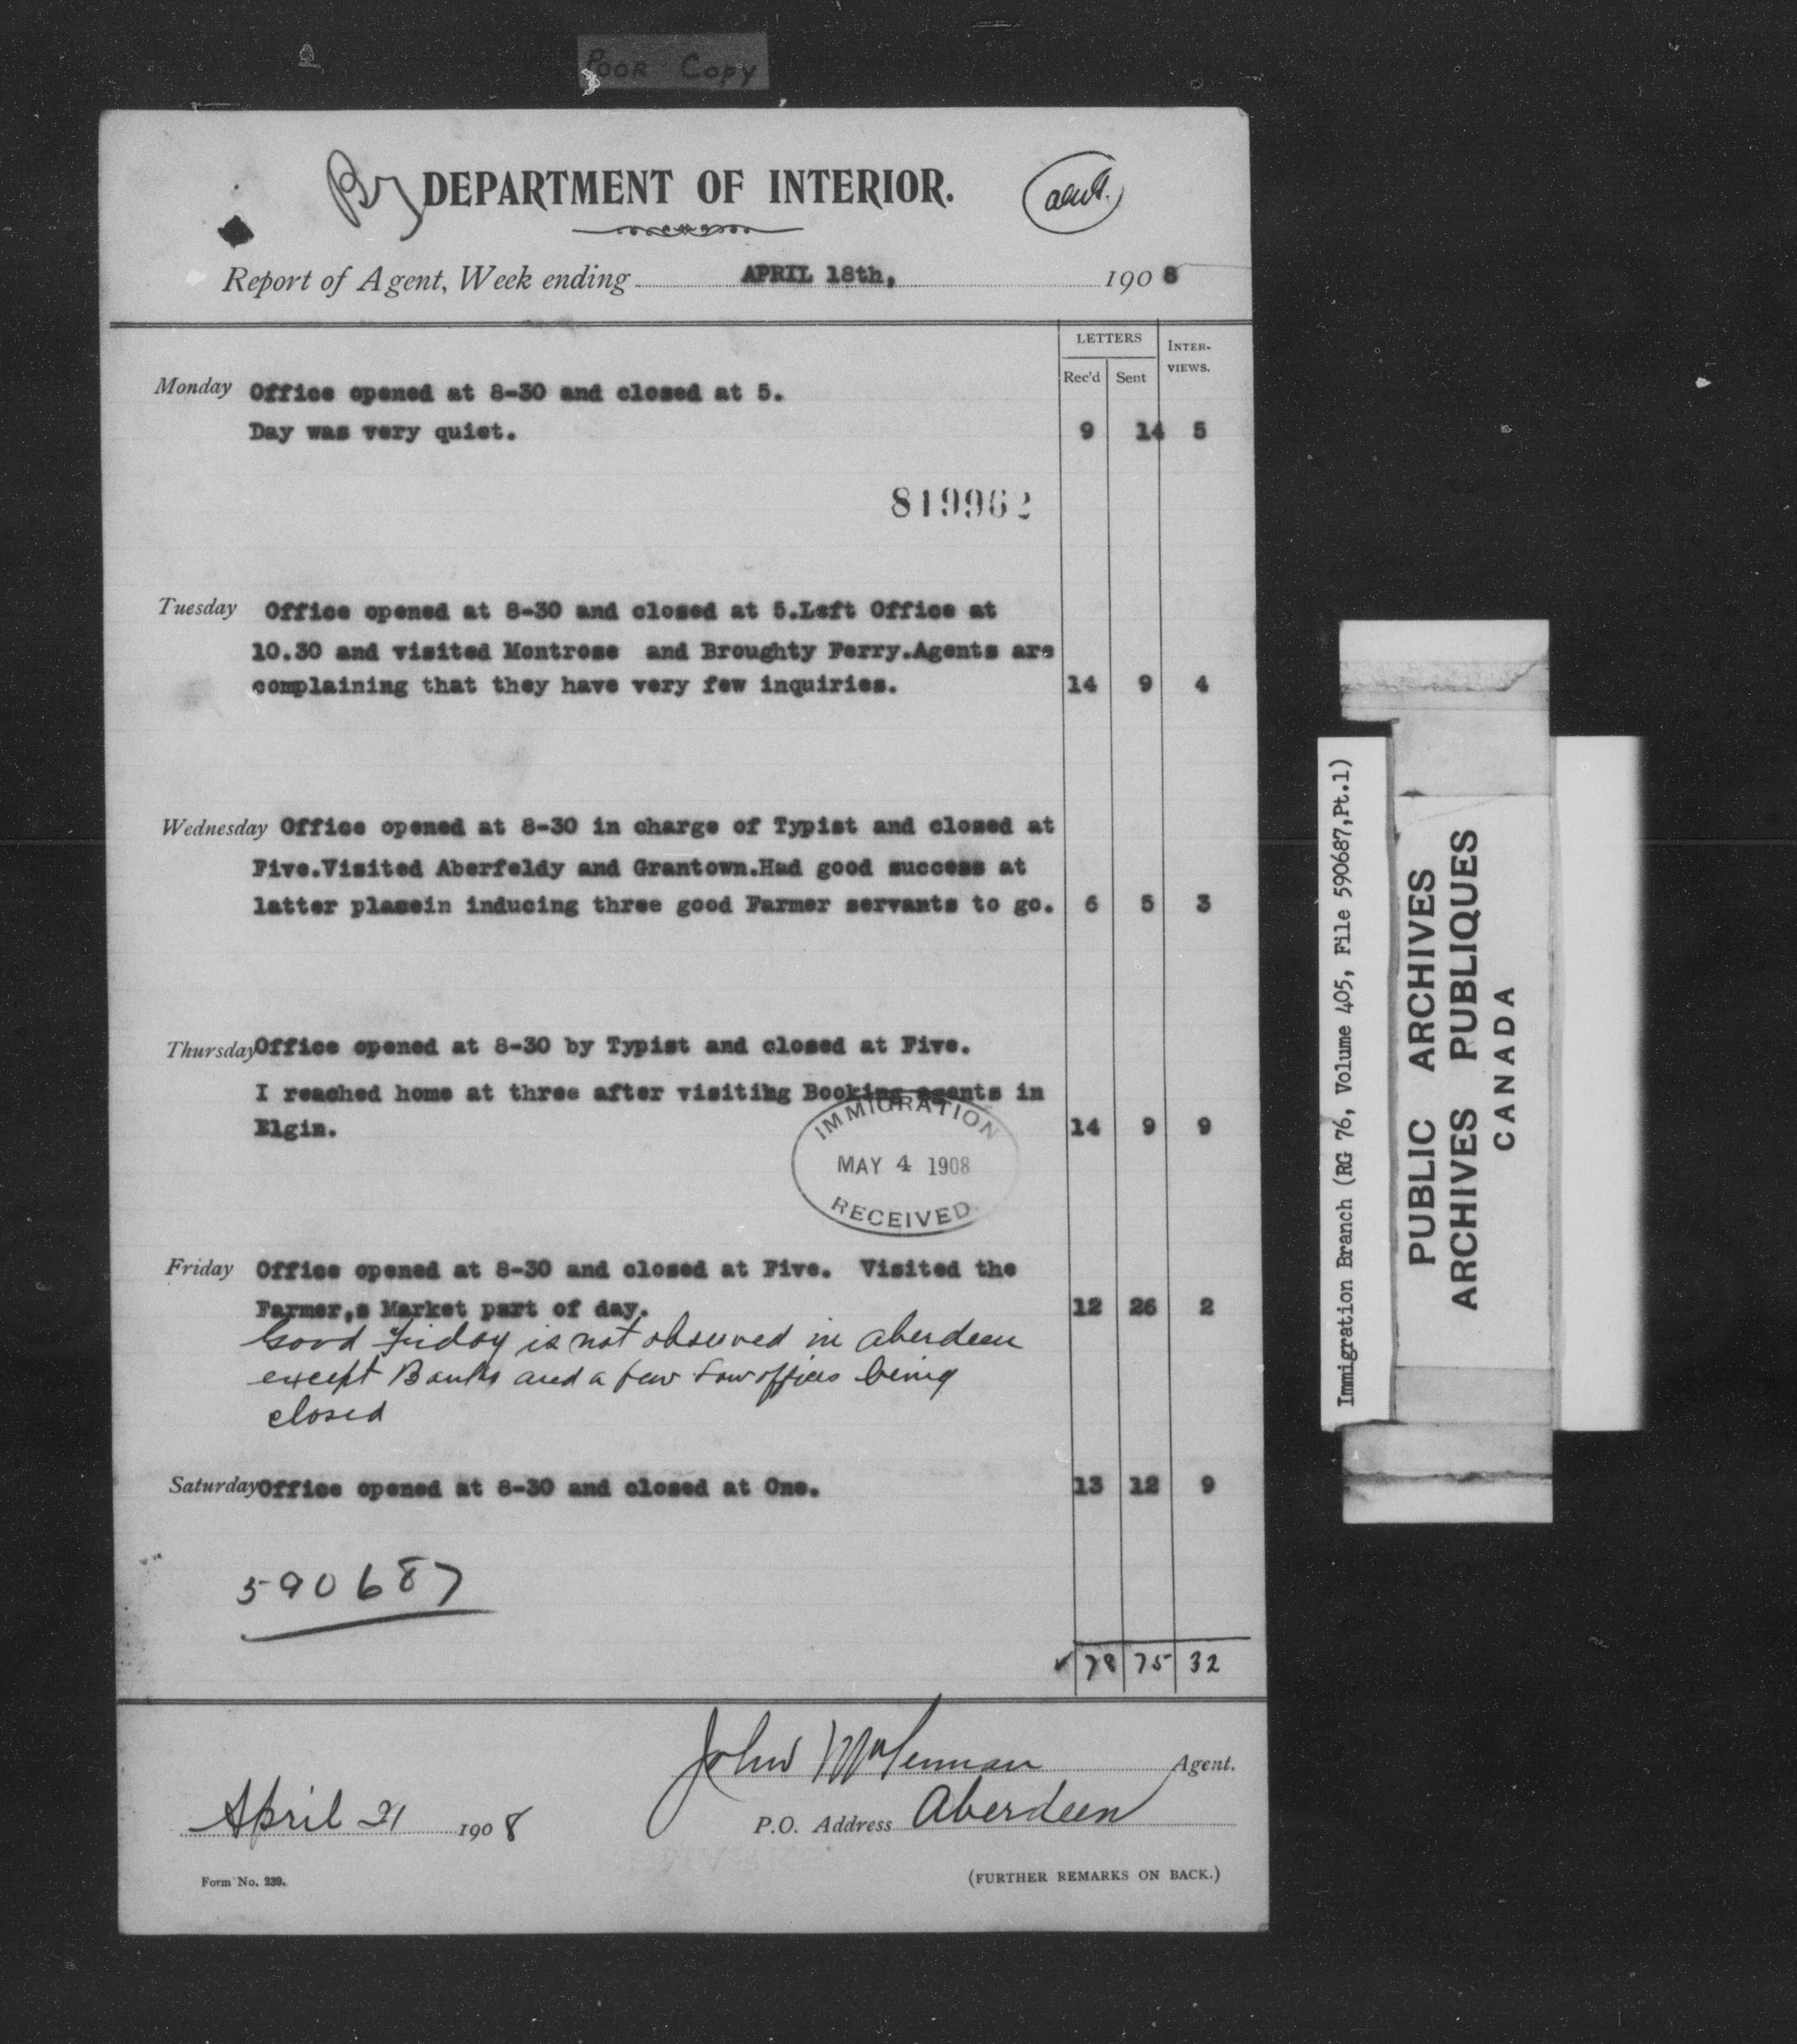 Poor Copy
DEPARTMENT OF INTERIOR.
Report of Agent, Week ending APRIL 18th, 1908
LETTERS
INTER-VIEWS.
Rec'd Sent
Monday Office opened at 8-30 and closed at 5.
Day was very quiet. 9 14 5
819962
Tuesday Office opened at 8-30 and closed at 5.Left Office at
10.30 and visited Montrose and Broughty Ferry.Agents are
complaining that they have very few inquiries. 14 9 4
Wednesday Office opened at 8-30 in charge of Typist and closed at
Five.Visited Aberfeldy and Grantown.Had good success at
latter plasein inducing three good Farmer servants to go. 6 5 3
Thursday Office opened at 8-30 by Typist and closed at Five.
I reached home at three after visiting Booking agents in
Elgin. 14 9 9
IMMIGRATION
MAY 4 1908
RECEIVED
Friday Office opened at 8-30 and closed at Five. Visited the
Farmer,s Market part of day. 12 26 2
Good Friday is not observed in Aberdeen
except Banks and a few Law offices being
closed
Saturday Office opened at 8-30 and closed at One. 13 12 9
590687
78 75 32
John McLennan Agent.
April 21 1908
P.O. Address Aberdeen
Form No. 239.
(FURTHER REMARKS ON BACK.)
Immigration Branch (RG 76, Volume 405, File 590687,Pt.1)
PUBLIC ARCHIVES
ARCHIVES PUBLIQUES
CANADA